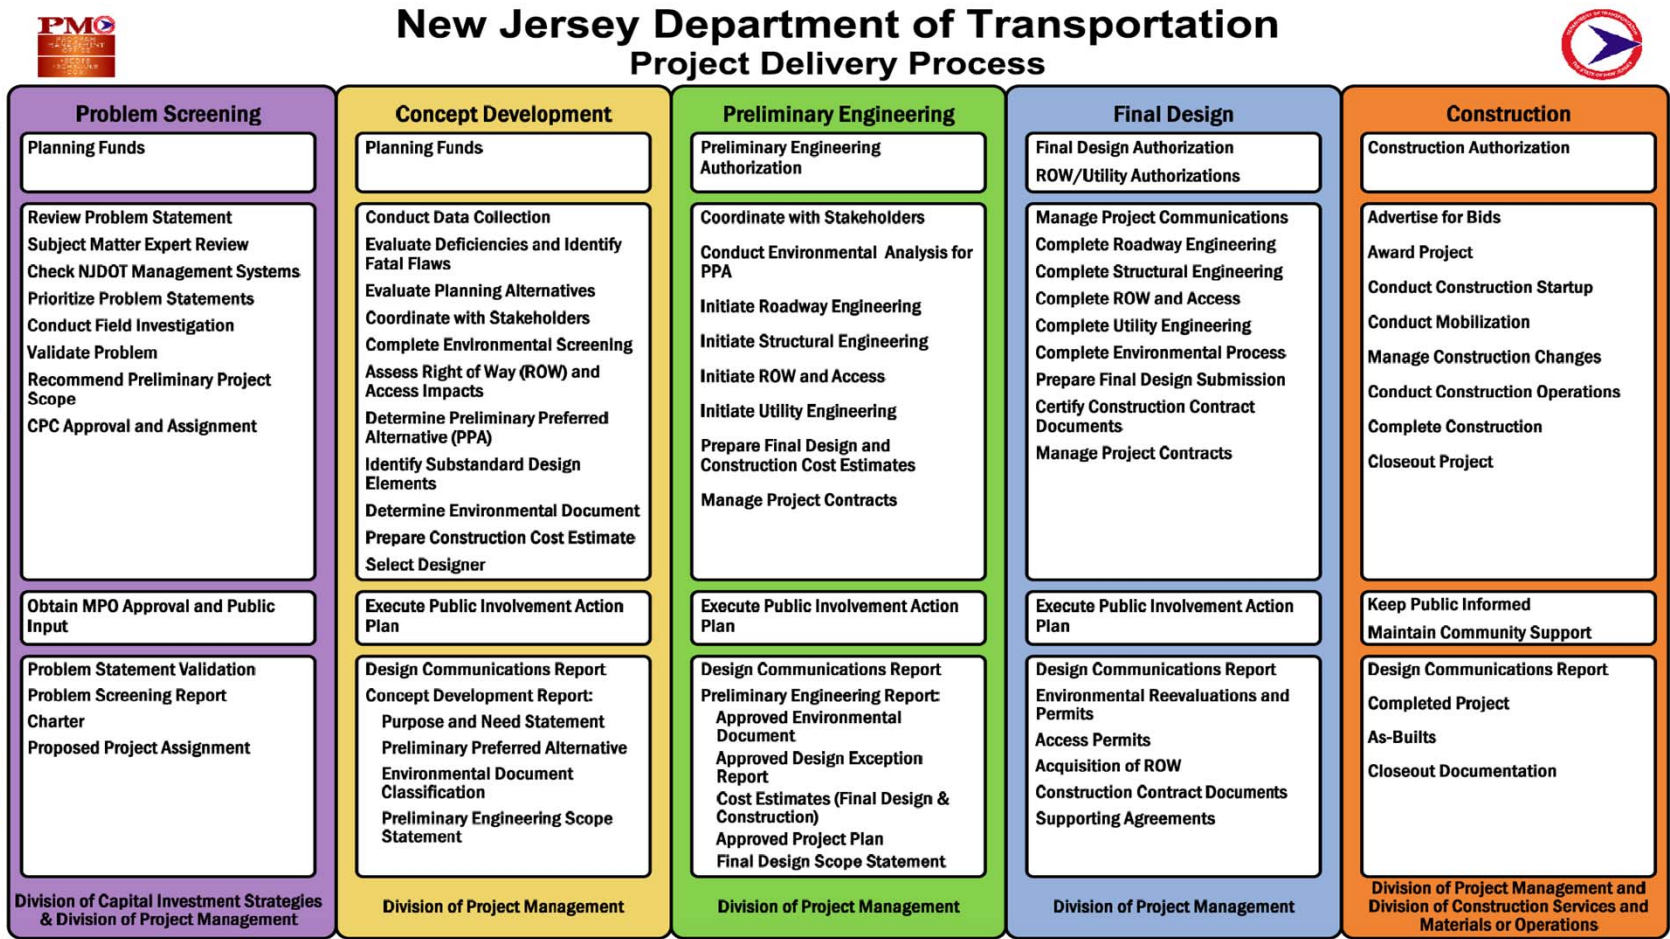 PMO
PROGRAM
MANAGEMENT
OFFICE
New Jersey Department of Transportation
Project Delivery Process
DEPARTMENT OF TRANSPORTATION
THE STATE OF NEW JERSEY
Problem Screening
Planning Funds
Review Problem Statement
Subject Matter Expert Review
Check NJDOT Management Systems
Prioritize Problem Statements
Conduct Field Investigation
Validate Problem
Recommend Preliminary Project
Scope
CPC Approval and Assignment
Obtain MPO Approval and Public
Input
Problem Statement Validation
Problem Screening Report
Charter
Proposed Project Assignment
Division of Capital Investment Strategies
& Division of Project Management
Concept Development
Planning Funds
Conduct Data Collection
Evaluate Deficiencies and Identify
Fatal Flaws
Evaluate Planning Alternatives
Coordinate with Stakeholders
Complete Environmental Screening
Assess Right of Way (ROW) and
Access Impacts
Determine Preliminary Preferred
Alternative (PPA)
Identify Substandard Design
Elements
Determine Environmental Document
Prepare Construction Cost Estimate
Select Designer
Execute Public Involvement Action
Plan
Design Communications Report
Concept Development Report:
Purpose and Need Statement
Preliminary Preferred Alternative
Environmental Document
Classification
Preliminary Engineering Scope
Statement
Division of Project Management
Preliminary Engineering
Preliminary Engineering
Authorization
Coordinate with Stakeholders
Conduct Environmental Analysis for
PPA
Initiate Roadway Engineering
Initiate Structural Engineering
Initiate ROW and Access
Initiate Utility Engineering
Prepare Final Design and
Construction Cost Estimates
Manage Project Contracts
Execute Public Involvement Action
Plan
Design Communications Report
Preliminary Engineering Report:
Approved Environmental
Document
Approved Design Exception
Report
Cost Estimates (Final Design &
Construction)
Approved Project Plan
Final Design Scope Statement
Division of Project Management
Final Design
Final Design Authorization
ROW/Utility Authorizations
Manage Project Communications
Complete Roadway Engineering
Complete Structural Engineering
Complete ROW and Access
Complete Utility Engineering
Complete Environmental Process
Prepare Final Design Submission
Certify Construction Contract
Documents
Manage Project Contracts
Execute Public Involvement Action
Plan
Design Communications Report
Environmental Reevaluations and
Permits
Access Permits
Acquisition of ROW
Construction Contract Documents
Supporting Agreements
Division of Project Management
Construction
Construction Authorization
Advertise for Bids
Award Project
Conduct Construction Startup
Conduct Mobilization
Manage Construction Changes
Conduct Construction Operations
Complete Construction
Closeout Project
Keep Public Informed
Maintain Community Support
Design Communications Report
Completed Project
As-Builts
Closeout Documentation
Division of Project Management and
Division of Construction Services and
Materials or Operations